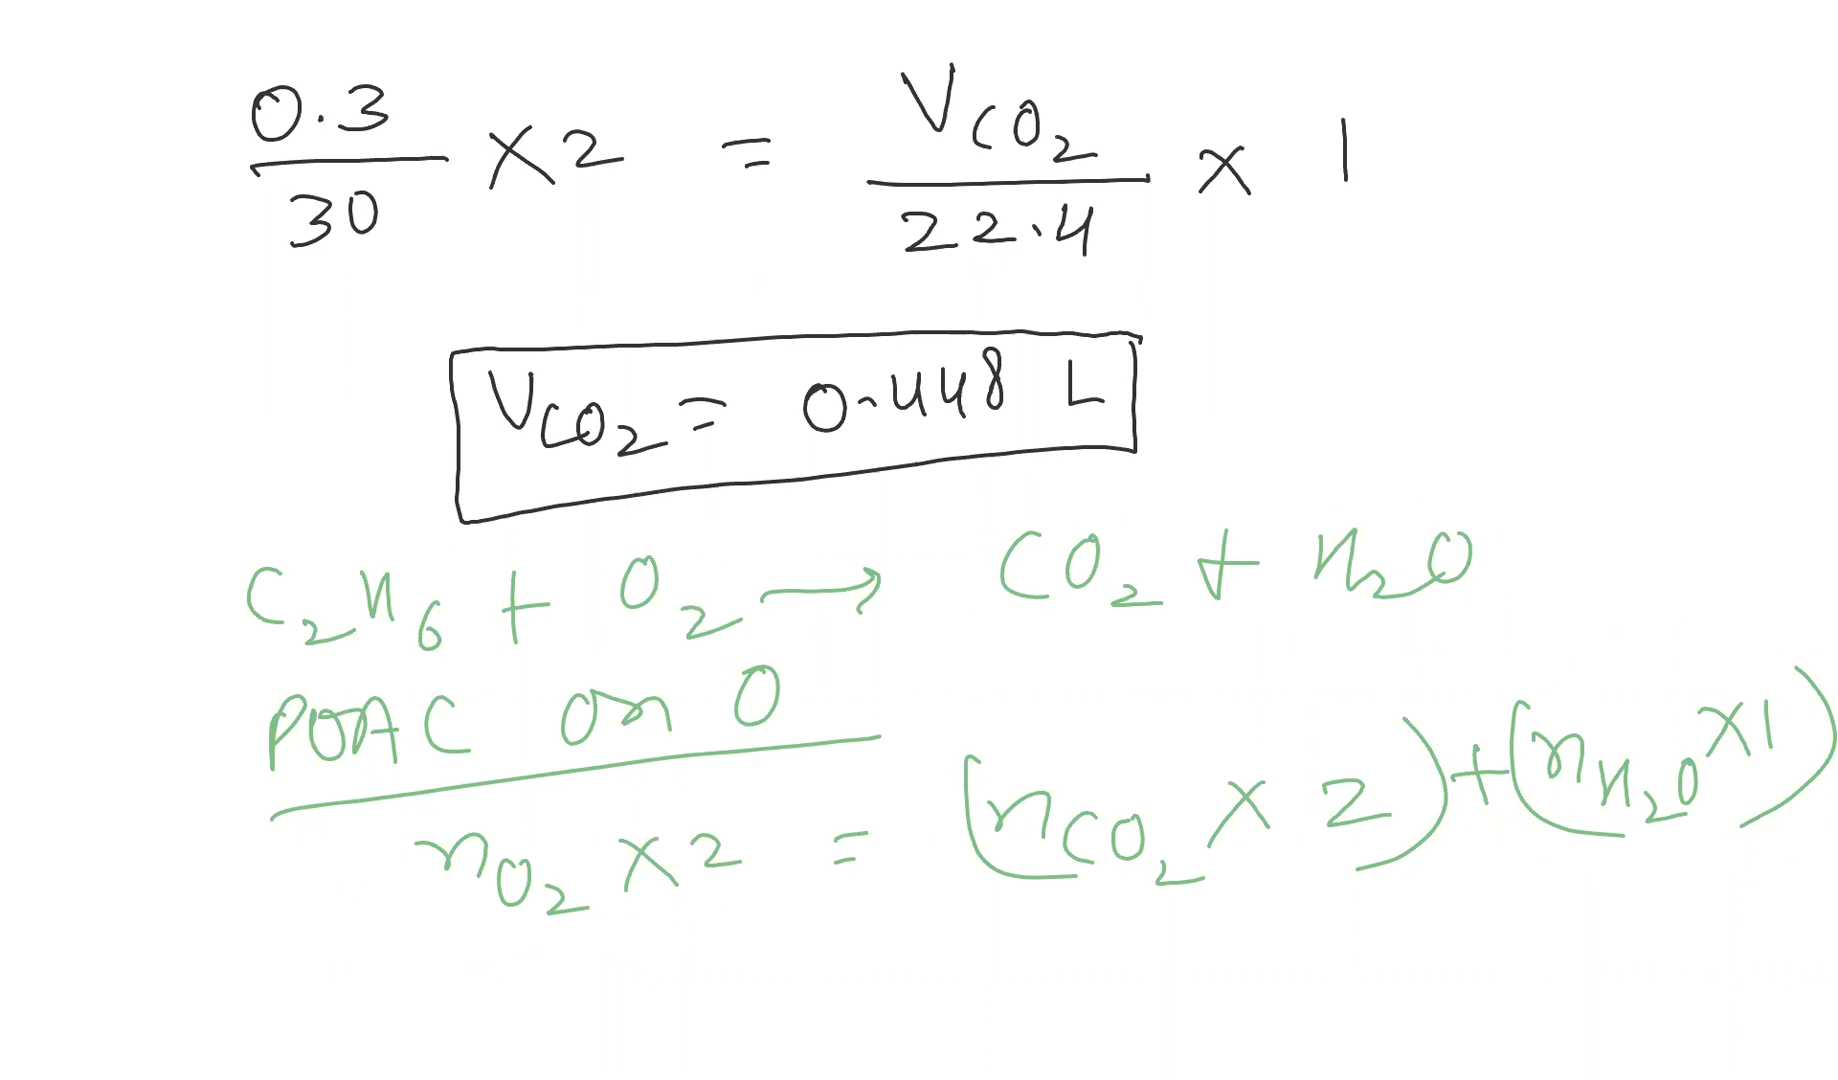 0.3/30 × 2 = V_CO₂/22.4 × 1
V_CO₂ = 0.448 L
C₂H₆ + O₂ → CO₂ + H₂O
POAC on O
n_O₂ × 2 = (n_CO₂ × 2) + (n_H₂O × 1)